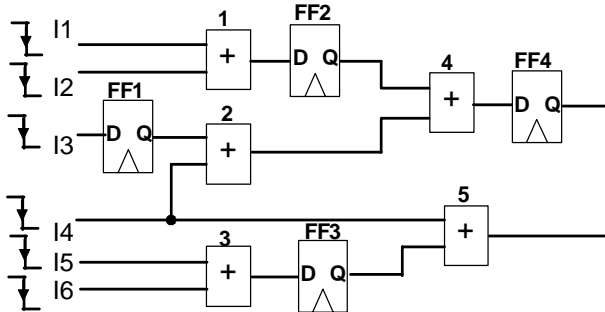 I1
I2
I3
I4
I5
I6
1
+
FF2
D Q
FF1
D Q
2
+
4
+
FF4
D Q
3
+
FF3
D Q
5
+